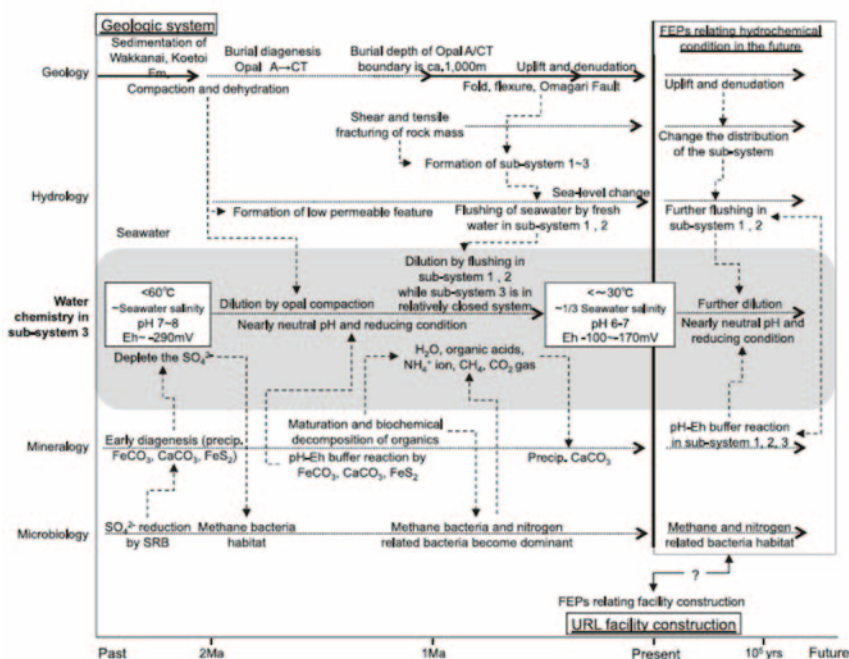 Geologic system
FEPs relating hydrochemical
condition in the future
Geology
Sedimentation of
Wakkanai, Koetoi
Fm,
Compaction and dehydration
Burial diagenesis
Opal A→CT
Burial depth of Opal A/CT
boundary is ca, 1,000m
Uplift and denudation
Fold, flexure, Omagari Fault
Uplift and denudation
Shear and tensile
fracturing of rock mass
Change the distribution
of the sub-system
Formation of sub-system 1~3
Hydrology
Sea-level change
Formation of low permeable feature
Flushing of seawater by fresh
water in sub-system 1 , 2
Further flushing in
sub-system 1 , 2
Seawater
Water
chemistry in
sub-system 3
<60℃
~Seawater salinity
pH 7~8
Eh~ -290mV
Deplete the SO₄²⁻
Dilution by opal compaction
Nearly neutral pH and reducing condition
Dilution by flushing in
sub-system 1 , 2
while sub-system 3 is in
relatively closed system
<~30℃
~1/3 Seawater salinity
pH 6-7
Eh -100~-170mV
Further dilution
Nearly neutral pH and
reducing condition
H₂O, organic acids,
NH₄⁺ ion, CH₄, CO₂ gas
Mineralogy
Early diagenesis (precip.
FeCO₃, CaCO₃, FeS₂)
Maturation and biochemical
decomposition of organics
pH-Eh buffer reaction by
FeCO₃, CaCO₃, FeS₂
Precip. CaCO₃
pH-Eh buffer reaction
in sub-system 1, 2, 3
Microbiology
SO₄²⁻ reduction
by SRB
Methane bacteria
habitat
Methane bacteria and nitrogen
related bacteria become dominant
Methane and nitrogen
related bacteria habitat
?
FEPs relating facility construction
URL facility construction
Past
2Ma
1Ma
Present
10⁵ yrs
Future